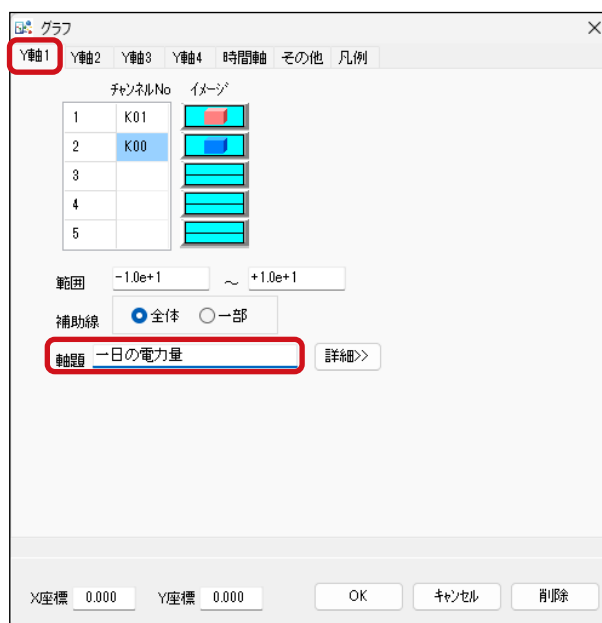 グラフ
Y軸1 Y軸2 Y軸3 Y軸4 時間軸 その他 凡例
チャンネルNo イメージ
1 K01
2 K00
3
4
5
範囲 -1.0e+1 ～ +1.0e+1
補助線 全体 一部
軸題 一日の電力量 詳細>>
X座標 0.000 Y座標 0.000 OK キャンセル 削除